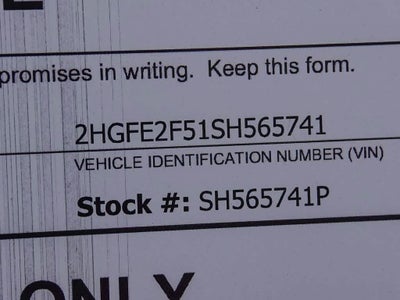 promises in writing. Keep this form.
2HGFE2F51SH565741
VEHICLE IDENTIFICATION NUMBER (VIN)
Stock #: SH565741P
ONLY